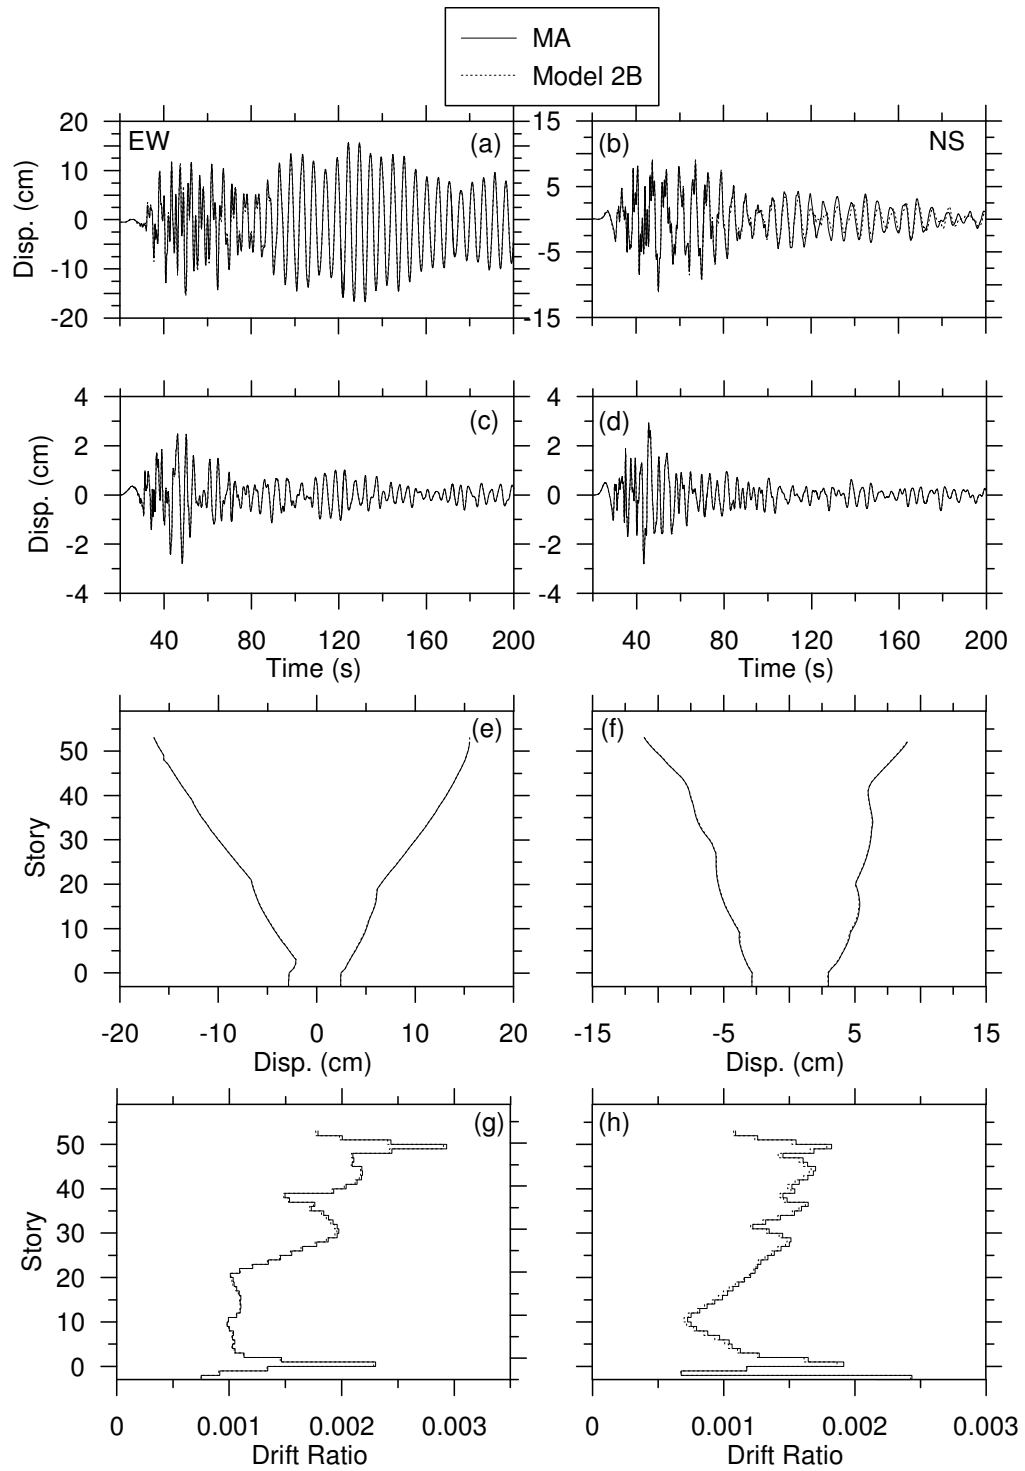 MA
Model 2B
EW (a)
(b) NS
20
10
0
-10
-20
Disp. (cm)
15
5
-5
-15
(c)
(d)
4
2
0
-2
-4
Disp. (cm)
4
2
0
-2
-4
40 80 120 160 200
Time (s)
40 80 120 160 200
Time (s)
(e)
(f)
50
40
30
20
10
0
Story
-20 -10 0 10 20
Disp. (cm)
-15 -5 5 15
Disp. (cm)
(g)
(h)
50
40
30
20
10
0
Story
0 0.001 0.002 0.003
Drift Ratio
0 0.001 0.002 0.003
Drift Ratio